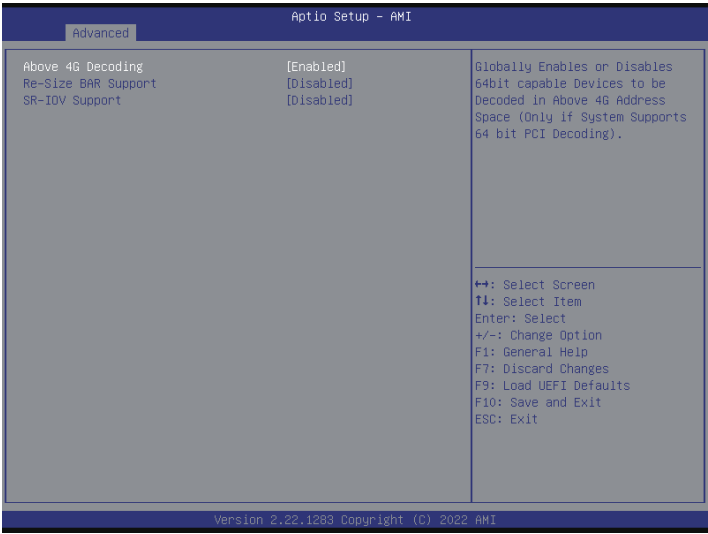 Aptio Setup – AMI
Advanced
Above 4G Decoding [Enabled]
Re-Size BAR Support [Disabled]
SR-IOV Support [Disabled]
Globally Enables or Disables
64bit capable Devices to be
Decoded in Above 4G Address
Space (Only if System Supports
64 bit PCI Decoding).
↔: Select Screen
↑↓: Select Item
Enter: Select
+/-: Change Option
F1: General Help
F7: Discard Changes
F9: Load UEFI Defaults
F10: Save and Exit
ESC: Exit
Version 2.22.1283 Copyright (C) 2022 AMI